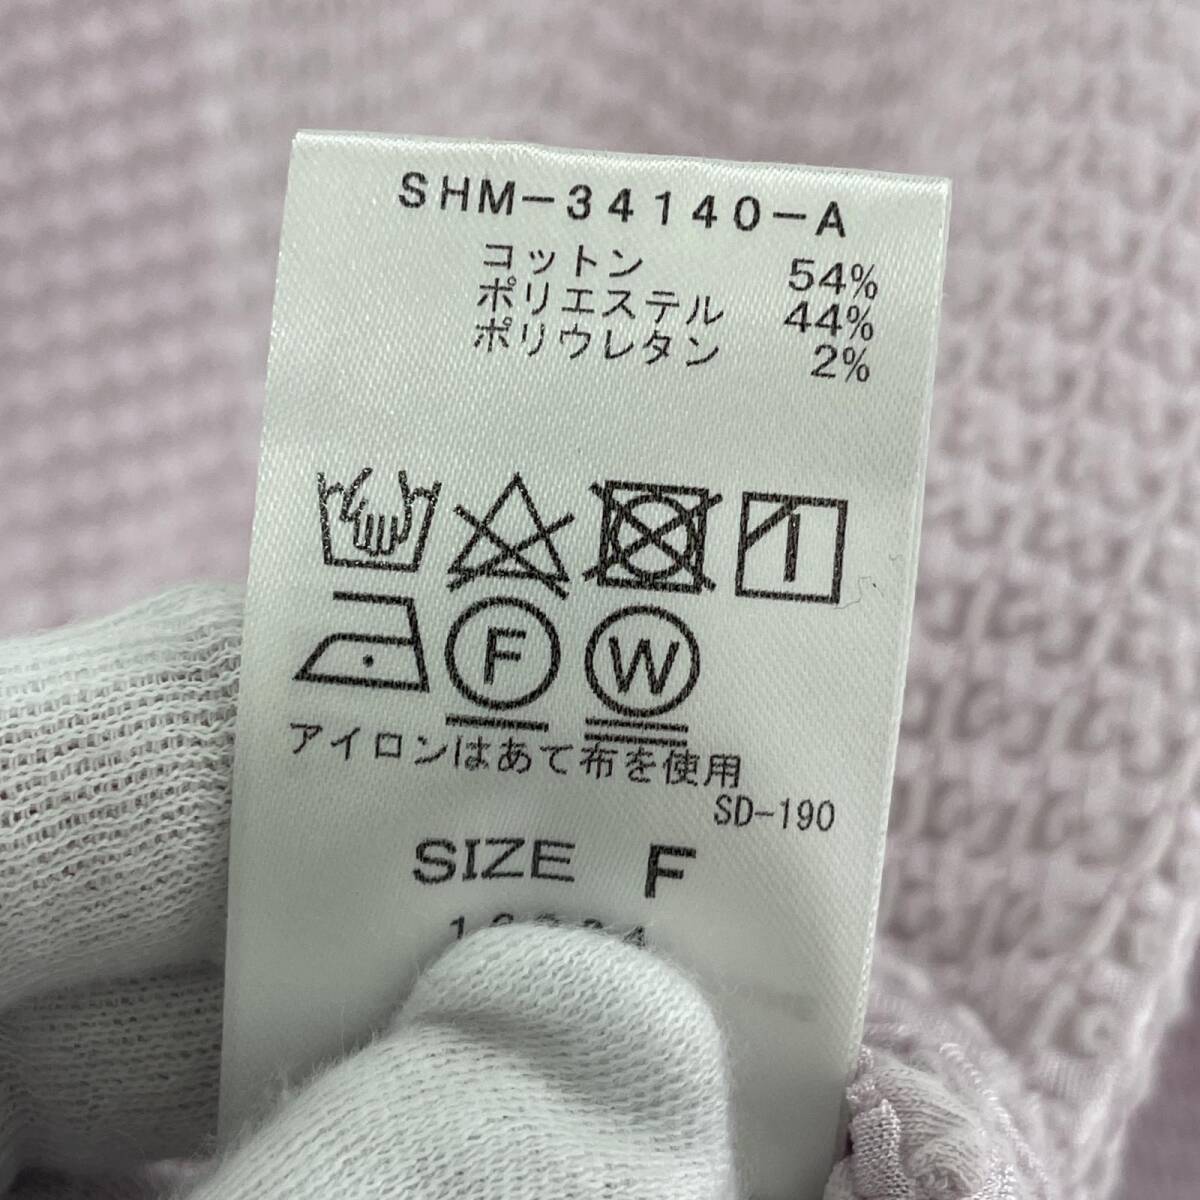 SHM-34140-A
コットン 54%
ポリエステル 44%
ポリウレタン 2%
F W
アイロンはあて布を使用
SD-190
SIZE F